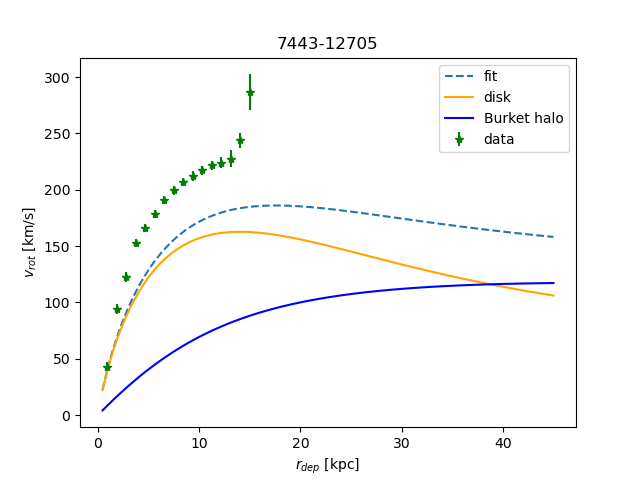 7443-12705
fit
disk
Burket halo
data
300
250
200
150
100
50
0
v_rot [km/s]
0 10 20 30 40
r_dep [kpc]